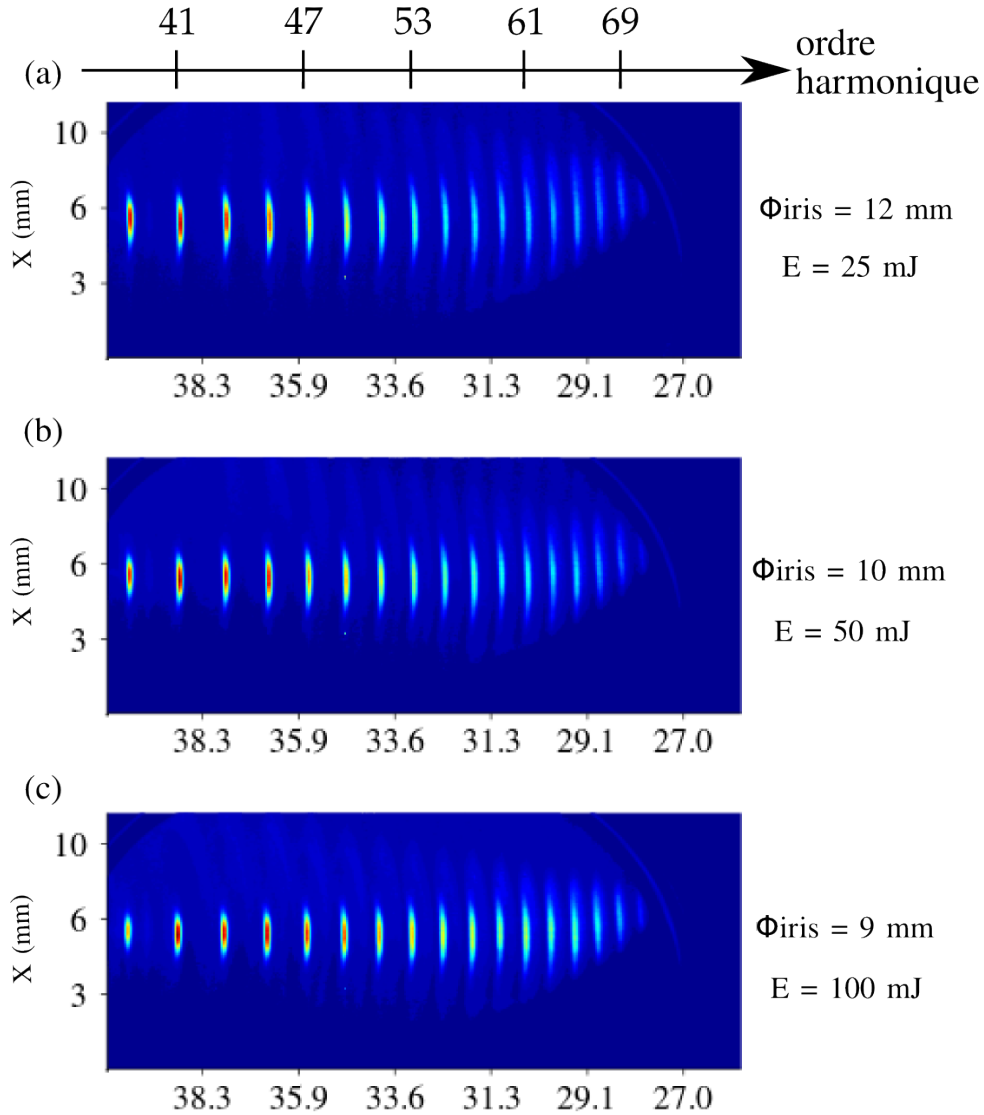 41 47 53 61 69
ordre
harmonique
(a)
10
6
3
X (mm)
Φiris = 12 mm
E = 25 mJ
38.3 35.9 33.6 31.3 29.1 27.0
(b)
10
6
3
X (mm)
Φiris = 10 mm
E = 50 mJ
38.3 35.9 33.6 31.3 29.1 27.0
(c)
10
6
3
X (mm)
Φiris = 9 mm
E = 100 mJ
38.3 35.9 33.6 31.3 29.1 27.0